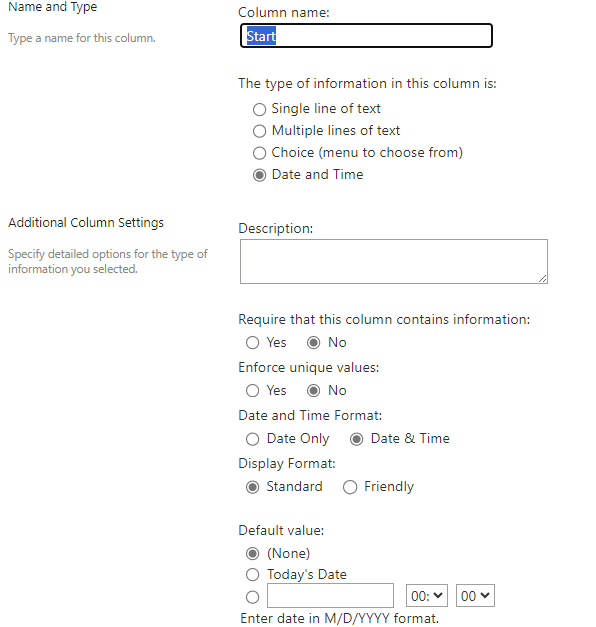 Name and Type
Type a name for this column.
Column name:
Start
The type of information in this column is:
Single line of text
Multiple lines of text
Choice (menu to choose from)
Date and Time
Additional Column Settings
Specify detailed options for the type of
information you selected.
Description:
Require that this column contains information:
Yes No
Enforce unique values:
Yes No
Date and Time Format:
Date Only Date & Time
Display Format:
Standard Friendly
Default value:
(None)
Today's Date
00: 00
Enter date in M/D/YYYY format.